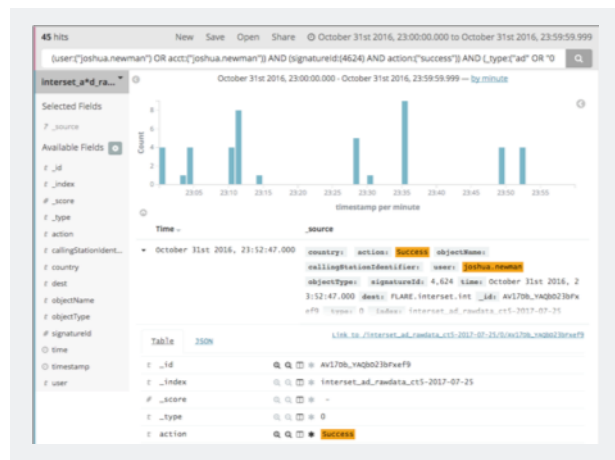 45 hits
New Save Open Share October 31st 2016, 23:00:00.000 to October 31st 2016, 23:59:59.999
(user:("joshua.newman") OR acct:("joshua.newman")) AND (signatureId:(4624) AND action:("success")) AND (_type:("ad" OR "0
interset_a*d_ra...
October 31st 2016, 23:00:00.000 - October 31st 2016, 23:59:59.999 — by minute
Selected Fields
? _source
Available Fields
t _id
t _index
# _score
t _type
t action
t callingStationIdent...
t country
t dest
t objectName
t objectType
# signatureId
time
timestamp
t user
Count
8
6
4
2
0
23:05 23:10 23:15 23:20 23:25 23:30 23:35 23:40 23:45 23:50 23:55
timestamp per minute
Time _source
October 31st 2016, 23:52:47.000
country: action: Success objectName:
callingStationIdentifier: user: joshua.newman
objectType: signatureId: 4,624 time: October 31st 2016, 2
3:52:47.000 dest: FLARE.interset.int _id:
type: 0 index: interset_ad_rawdata_ct5-2017-07-25
Table JSON
t _id
t _index interset_ad_rawdata_ct5-2017-07-25
# _score -
t _type 0
t action Success